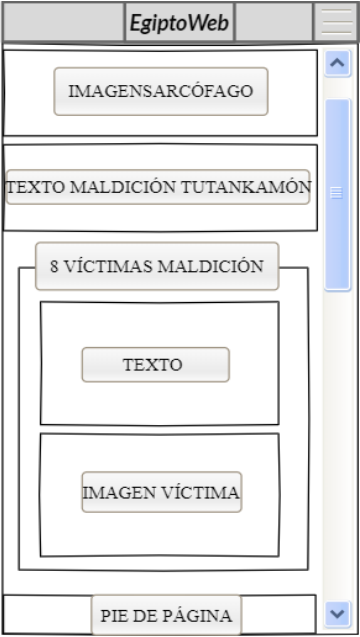 EgiptoWeb
IMAGENSARCÓFAGO
TEXTO MALDICIÓN TUTANKAMÓN
8 VÍCTIMAS MALDICIÓN
TEXTO
IMAGEN VÍCTIMA
PIE DE PÁGINA